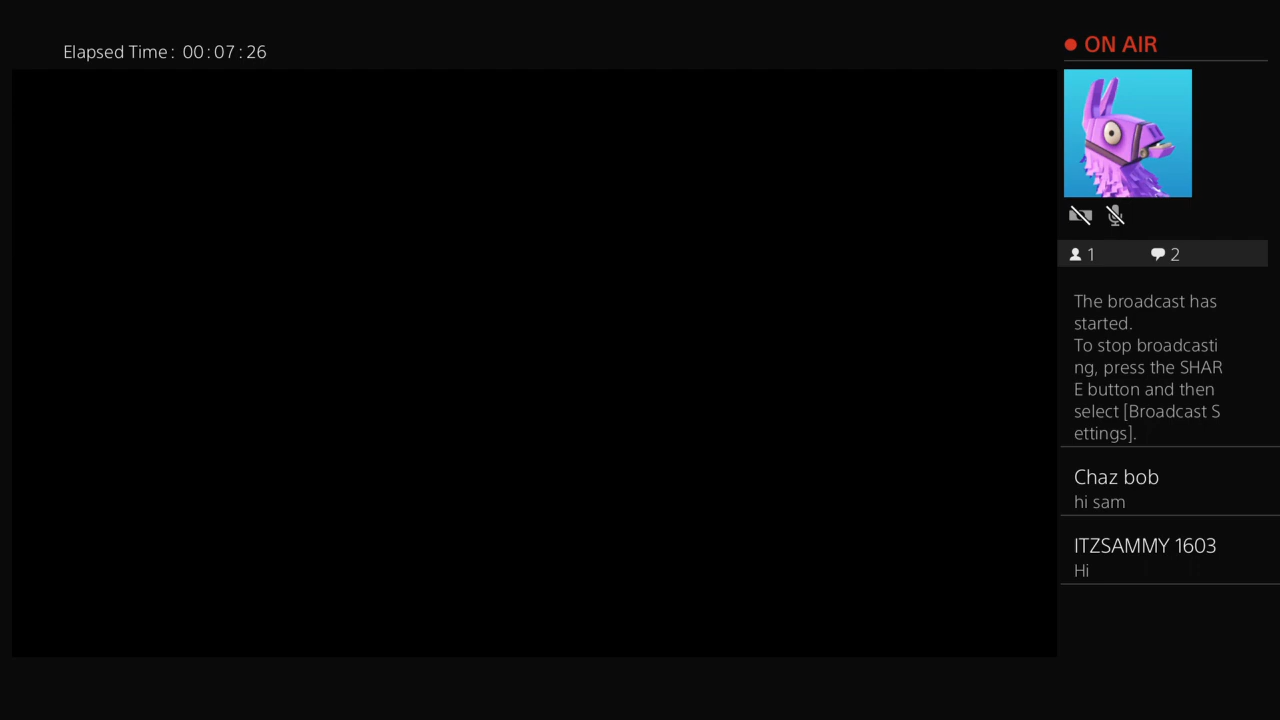 Elapsed Time: 00:07:26
ON AIR
1 2
The broadcast has
started.
To stop broadcasti
ng, press the SHAR
E button and then
select [Broadcast S
ettings].
Chaz bob
hi sam
ITZSAMMY 1603
Hi